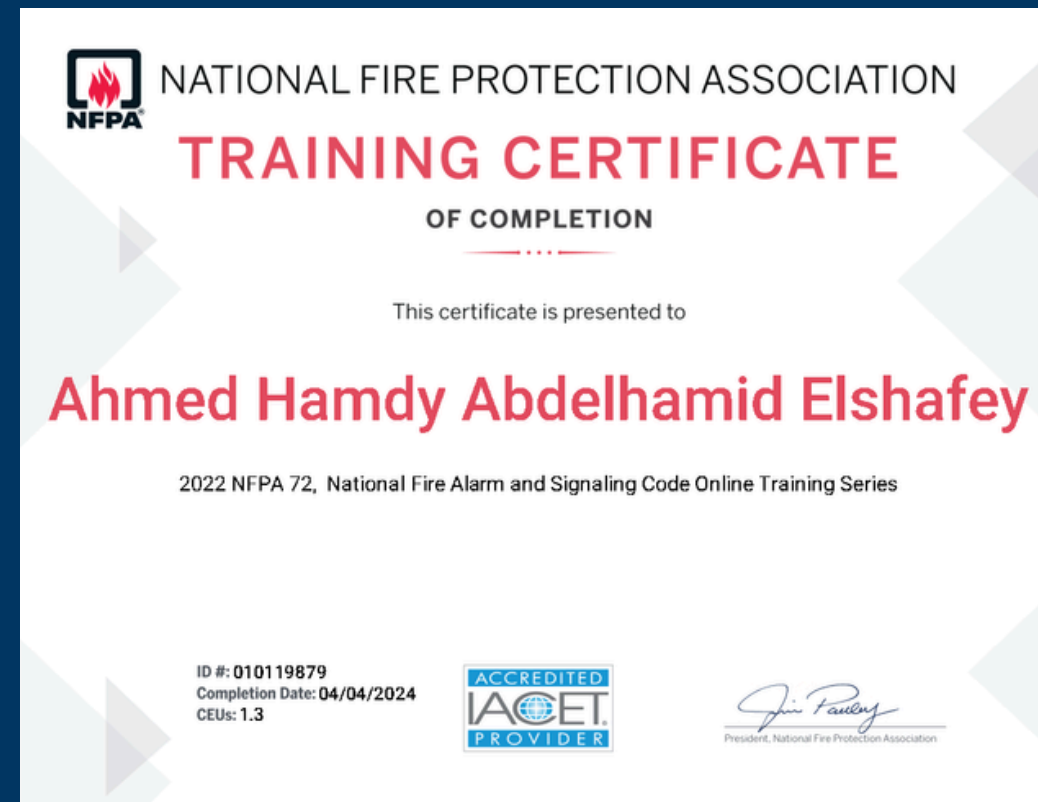 NFPA
NATIONAL FIRE PROTECTION ASSOCIATION
TRAINING CERTIFICATE
OF COMPLETION
This certificate is presented to
Ahmed Hamdy Abdelhamid Elshafey
2022 NFPA 72, National Fire Alarm and Signaling Code Online Training Series
ID #: 010119879
Completion Date: 04/04/2024
CEUs: 1.3
ACCREDITED
IACET
PROVIDER
Jim Pauley
President, National Fire Protection Association